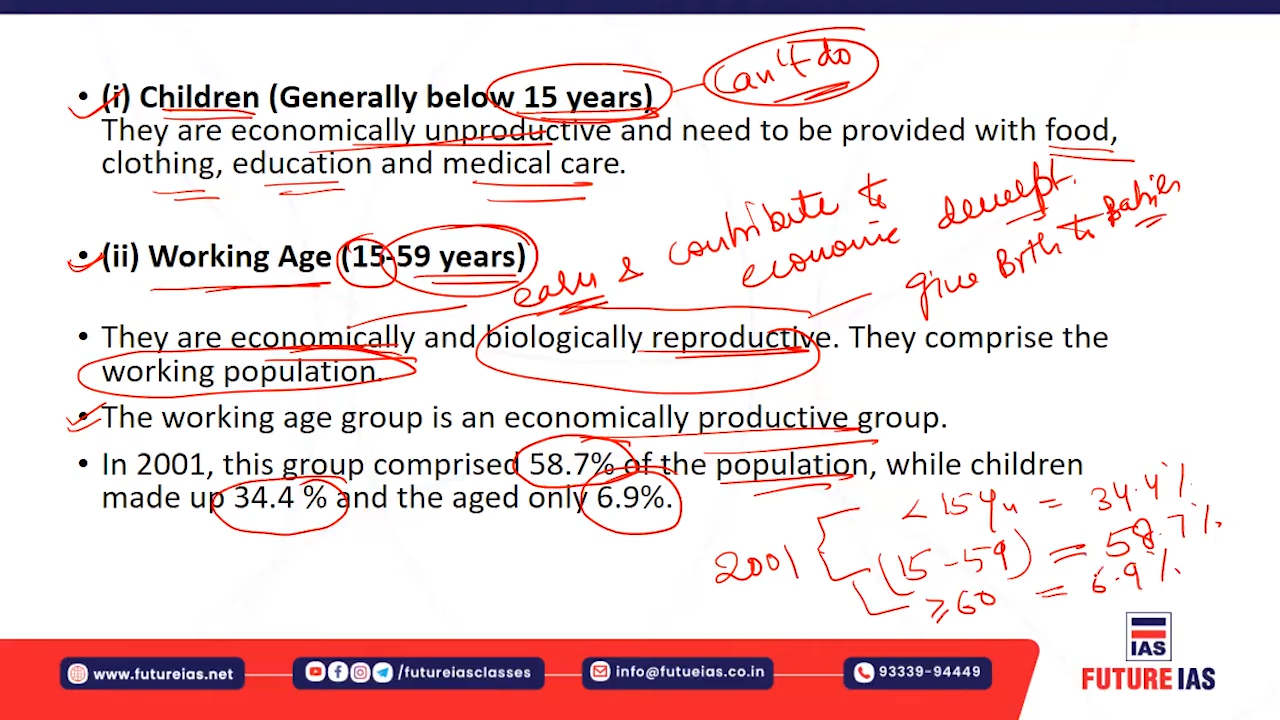 • (i) Children (Generally below 15 years)
can't do
They are economically unproductive and need to be provided with food,
clothing, education and medical care.
• (ii) Working Age (15-59 years)
earn & contribute to
economic
give Birth to Babies
• They are economically and biologically reproductive. They comprise the
working population.
• The working age group is an economically productive group.
• In 2001, this group comprised 58.7% of the population, while children
made up 34.4 % and the aged only 6.9%.
2001
< 15 yr = 34.4%
(15-59) = 58.7%
≥60 = 6.9%
www.futureias.net
/futureiasclasses
info@futueias.co.in
93339-94449
IAS
FUTURE IAS